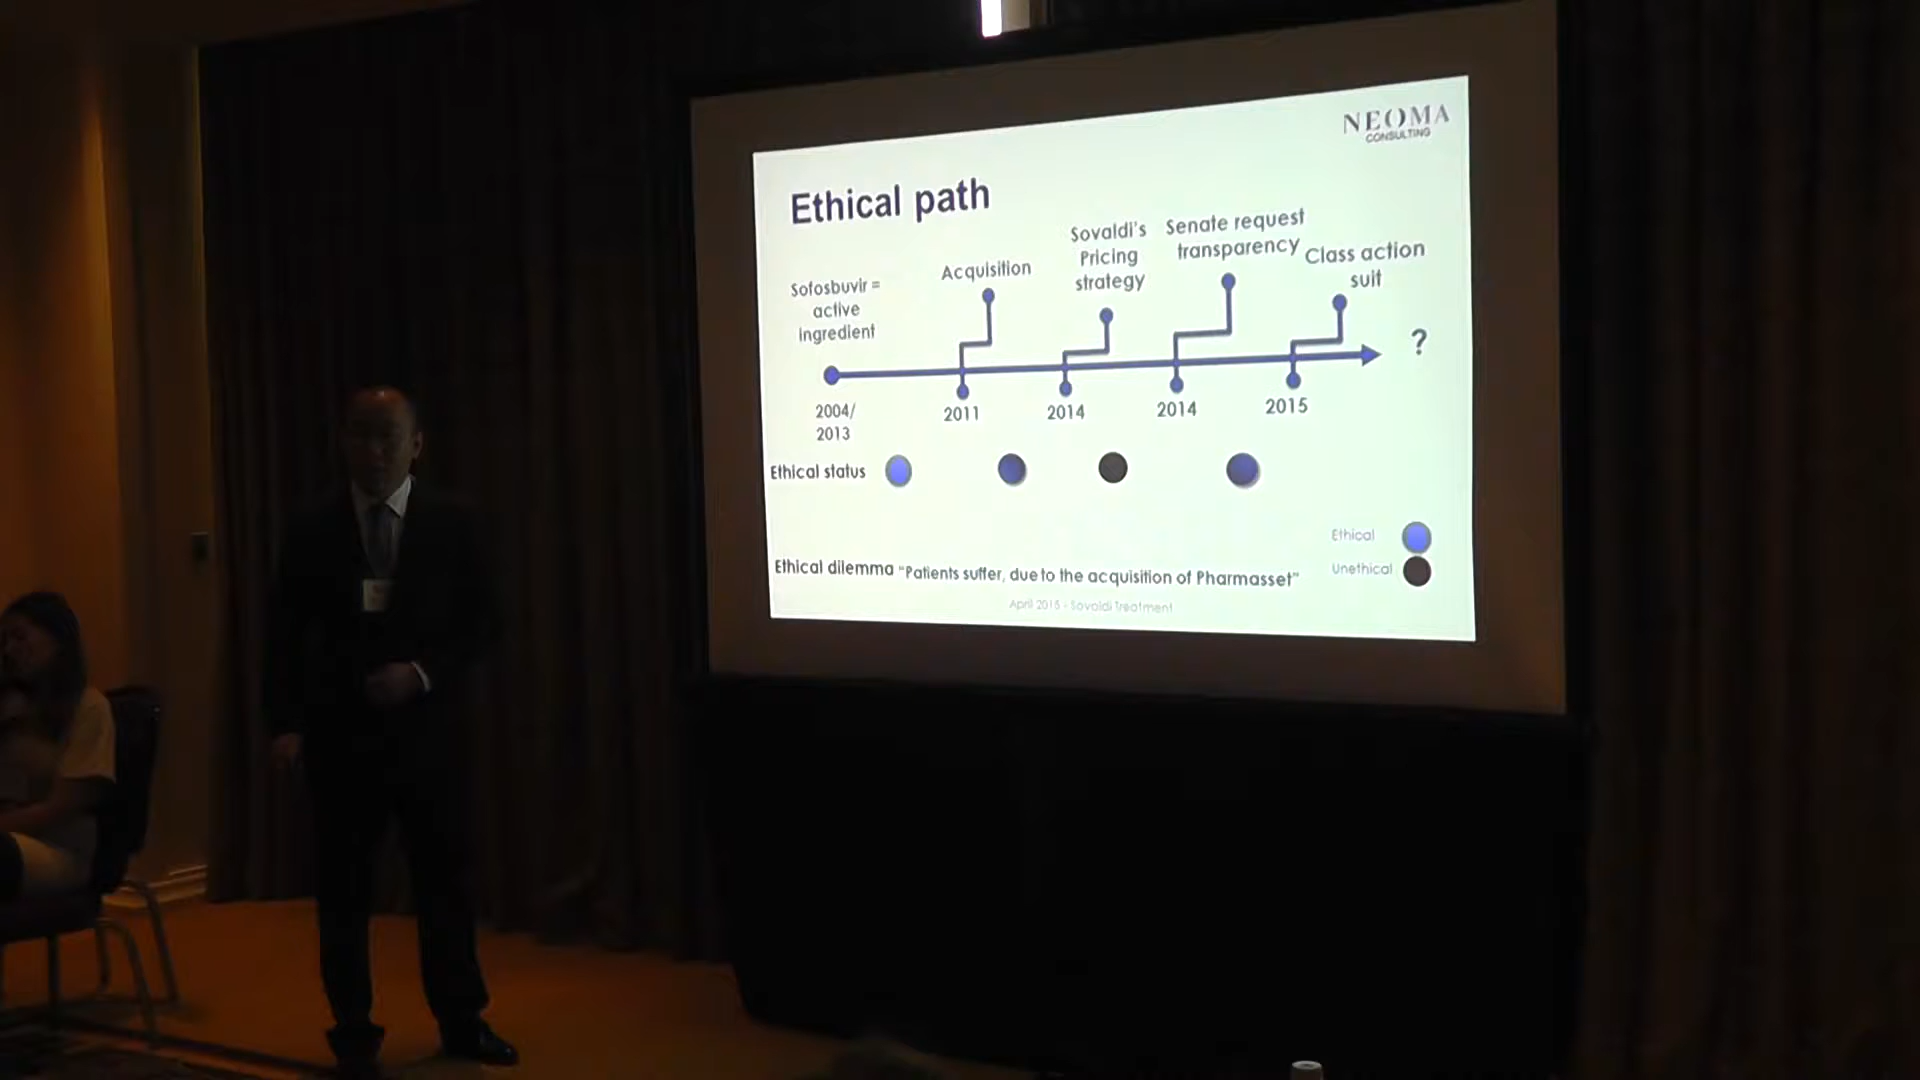 NEOMA
CONSULTING
Ethical path
Sofosbuvir =
active
ingredient
Acquisition
Sovaldi's
Pricing
strategy
Senate request
transparency
Class action
suit
?
2004/
2013
2011
2014
2014
2015
Ethical status
Ethical
Unethical
Ethical dilemma "Patients suffer, due to the acquisition of Pharmasset"
April 2015 - Sovaldi Treatment